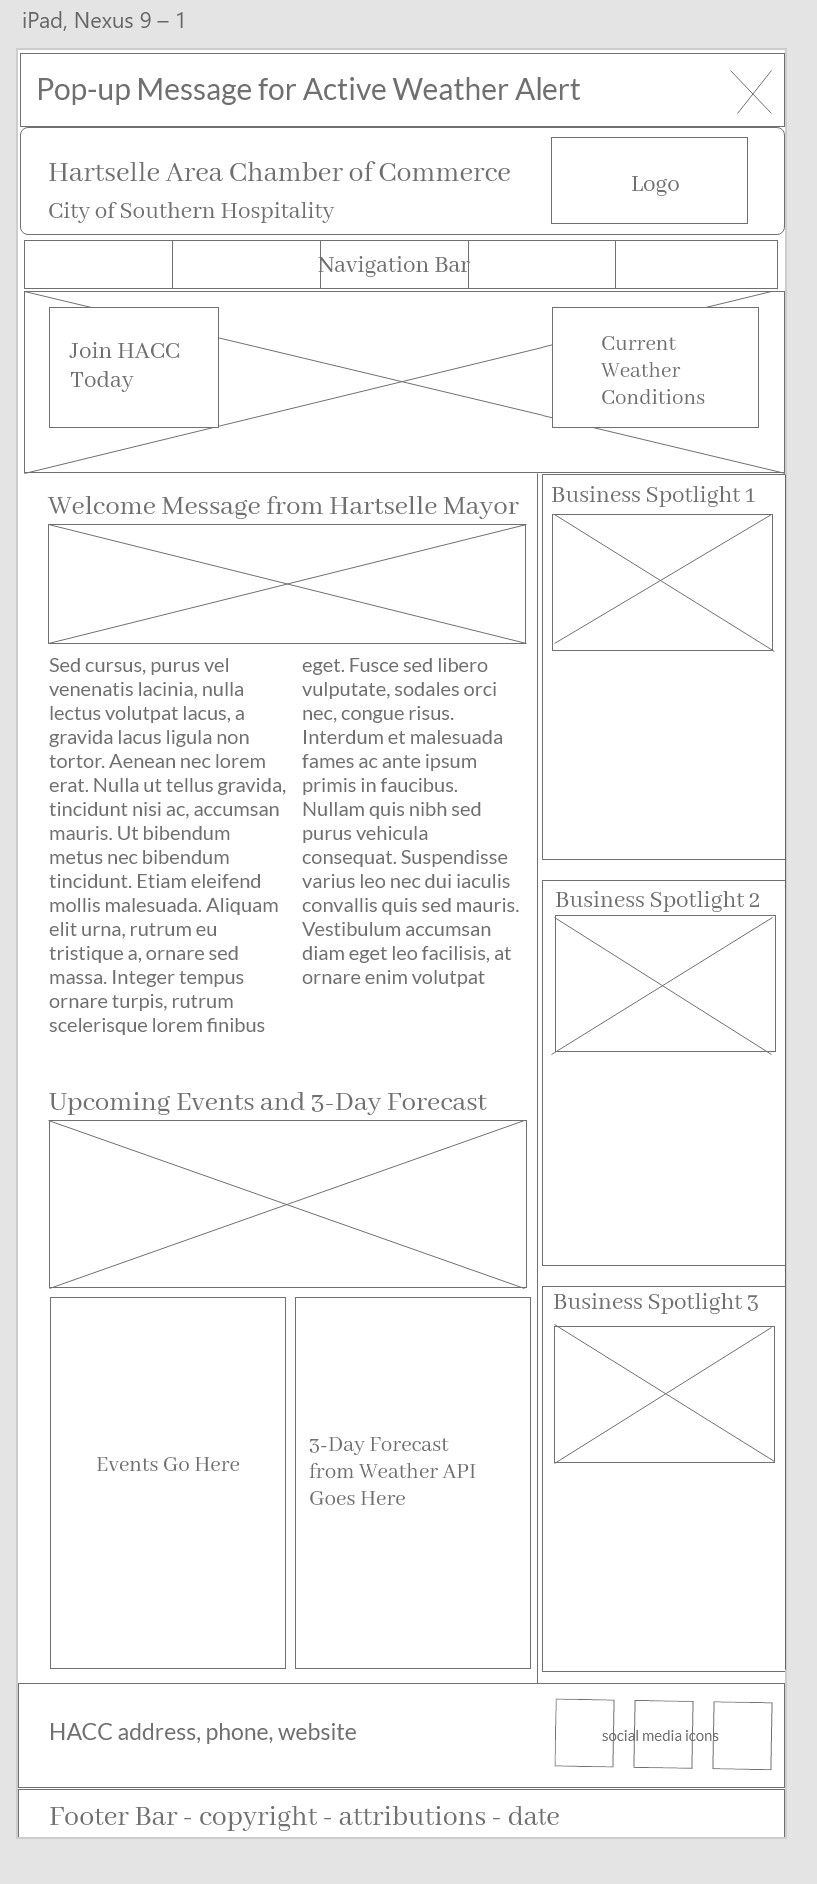 iPad, Nexus 9 – 1
Pop-up Message for Active Weather Alert
Hartselle Area Chamber of Commerce
City of Southern Hospitality
Logo
Navigation Bar
Join HACC
Today
Current
Weather
Conditions
Welcome Message from Hartselle Mayor
Sed cursus, purus vel
venenatis lacinia, nulla
lectus volutpat lacus, a
gravida lacus ligula non
tortor. Aenean nec lorem
erat. Nulla ut tellus gravida,
tincidunt nisi ac, accumsan
mauris. Ut bibendum
metus nec bibendum
tincidunt. Etiam eleifend
mollis malesuada. Aliquam
elit urna, rutrum eu
tristique a, ornare sed
massa. Integer tempus
ornare turpis, rutrum
scelerisque lorem finibus
eget. Fusce sed libero
vulputate, sodales orci
nec, congue risus.
Interdum et malesuada
fames ac ante ipsum
primis in faucibus.
Nullam quis nibh sed
purus vehicula
consequat. Suspendisse
varius leo nec dui iaculis
convallis quis sed mauris.
Vestibulum accumsan
diam eget leo facilisis, at
ornare enim volutpat
Upcoming Events and 3-Day Forecast
Events Go Here
3-Day Forecast
from Weather API
Goes Here
Business Spotlight 1
Business Spotlight 2
Business Spotlight 3
HACC address, phone, website
social media icons
Footer Bar - copyright - attributions - date